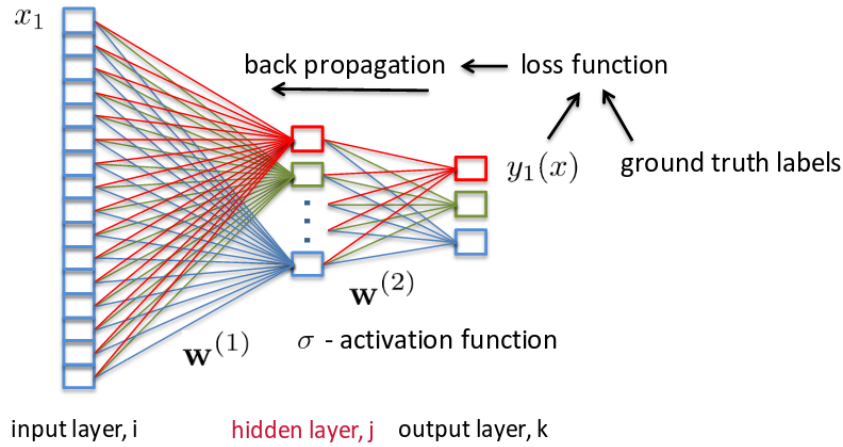 x₁
back propagation
loss function
y₁(x)
ground truth labels
w⁽²⁾
w⁽¹⁾
σ - activation function
input layer, i
hidden layer, j
output layer, k